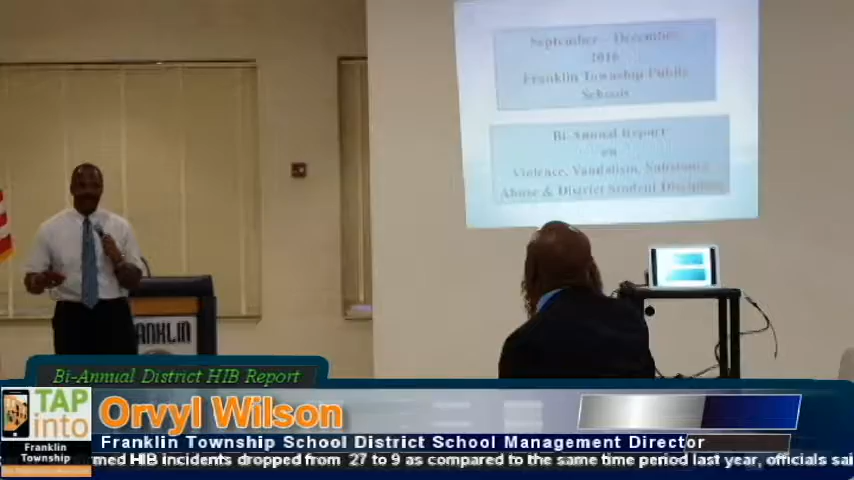 September - December
2016
Franklin Township Public
Schools
Bi-Annual Report
on
Violence, Vandalism, Substance
Abuse & District Student Discipline
ANKLIN
Bi-Annual District HIB Report
TAP
into
Franklin
Township
Orvyl Wilson
Franklin Township School District School Management Director
med HIB incidents dropped from 27 to 9 as compared to the same time period last year, officials sai